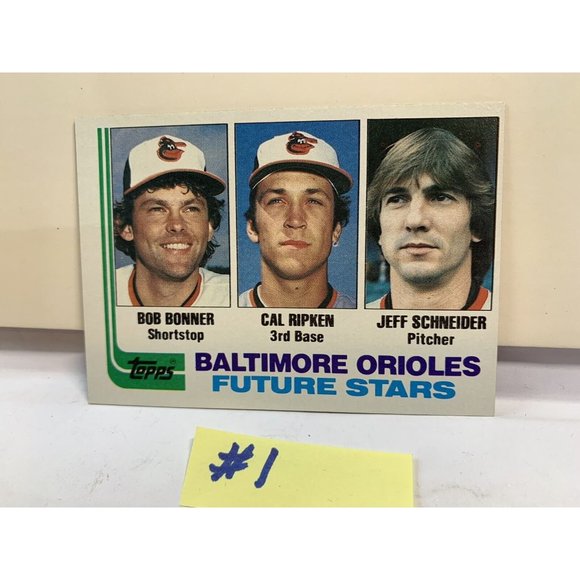 BOB BONNER
Shortstop
CAL RIPKEN
3rd Base
JEFF SCHNEIDER
Pitcher
Topps®
BALTIMORE ORIOLES
FUTURE STARS
#1